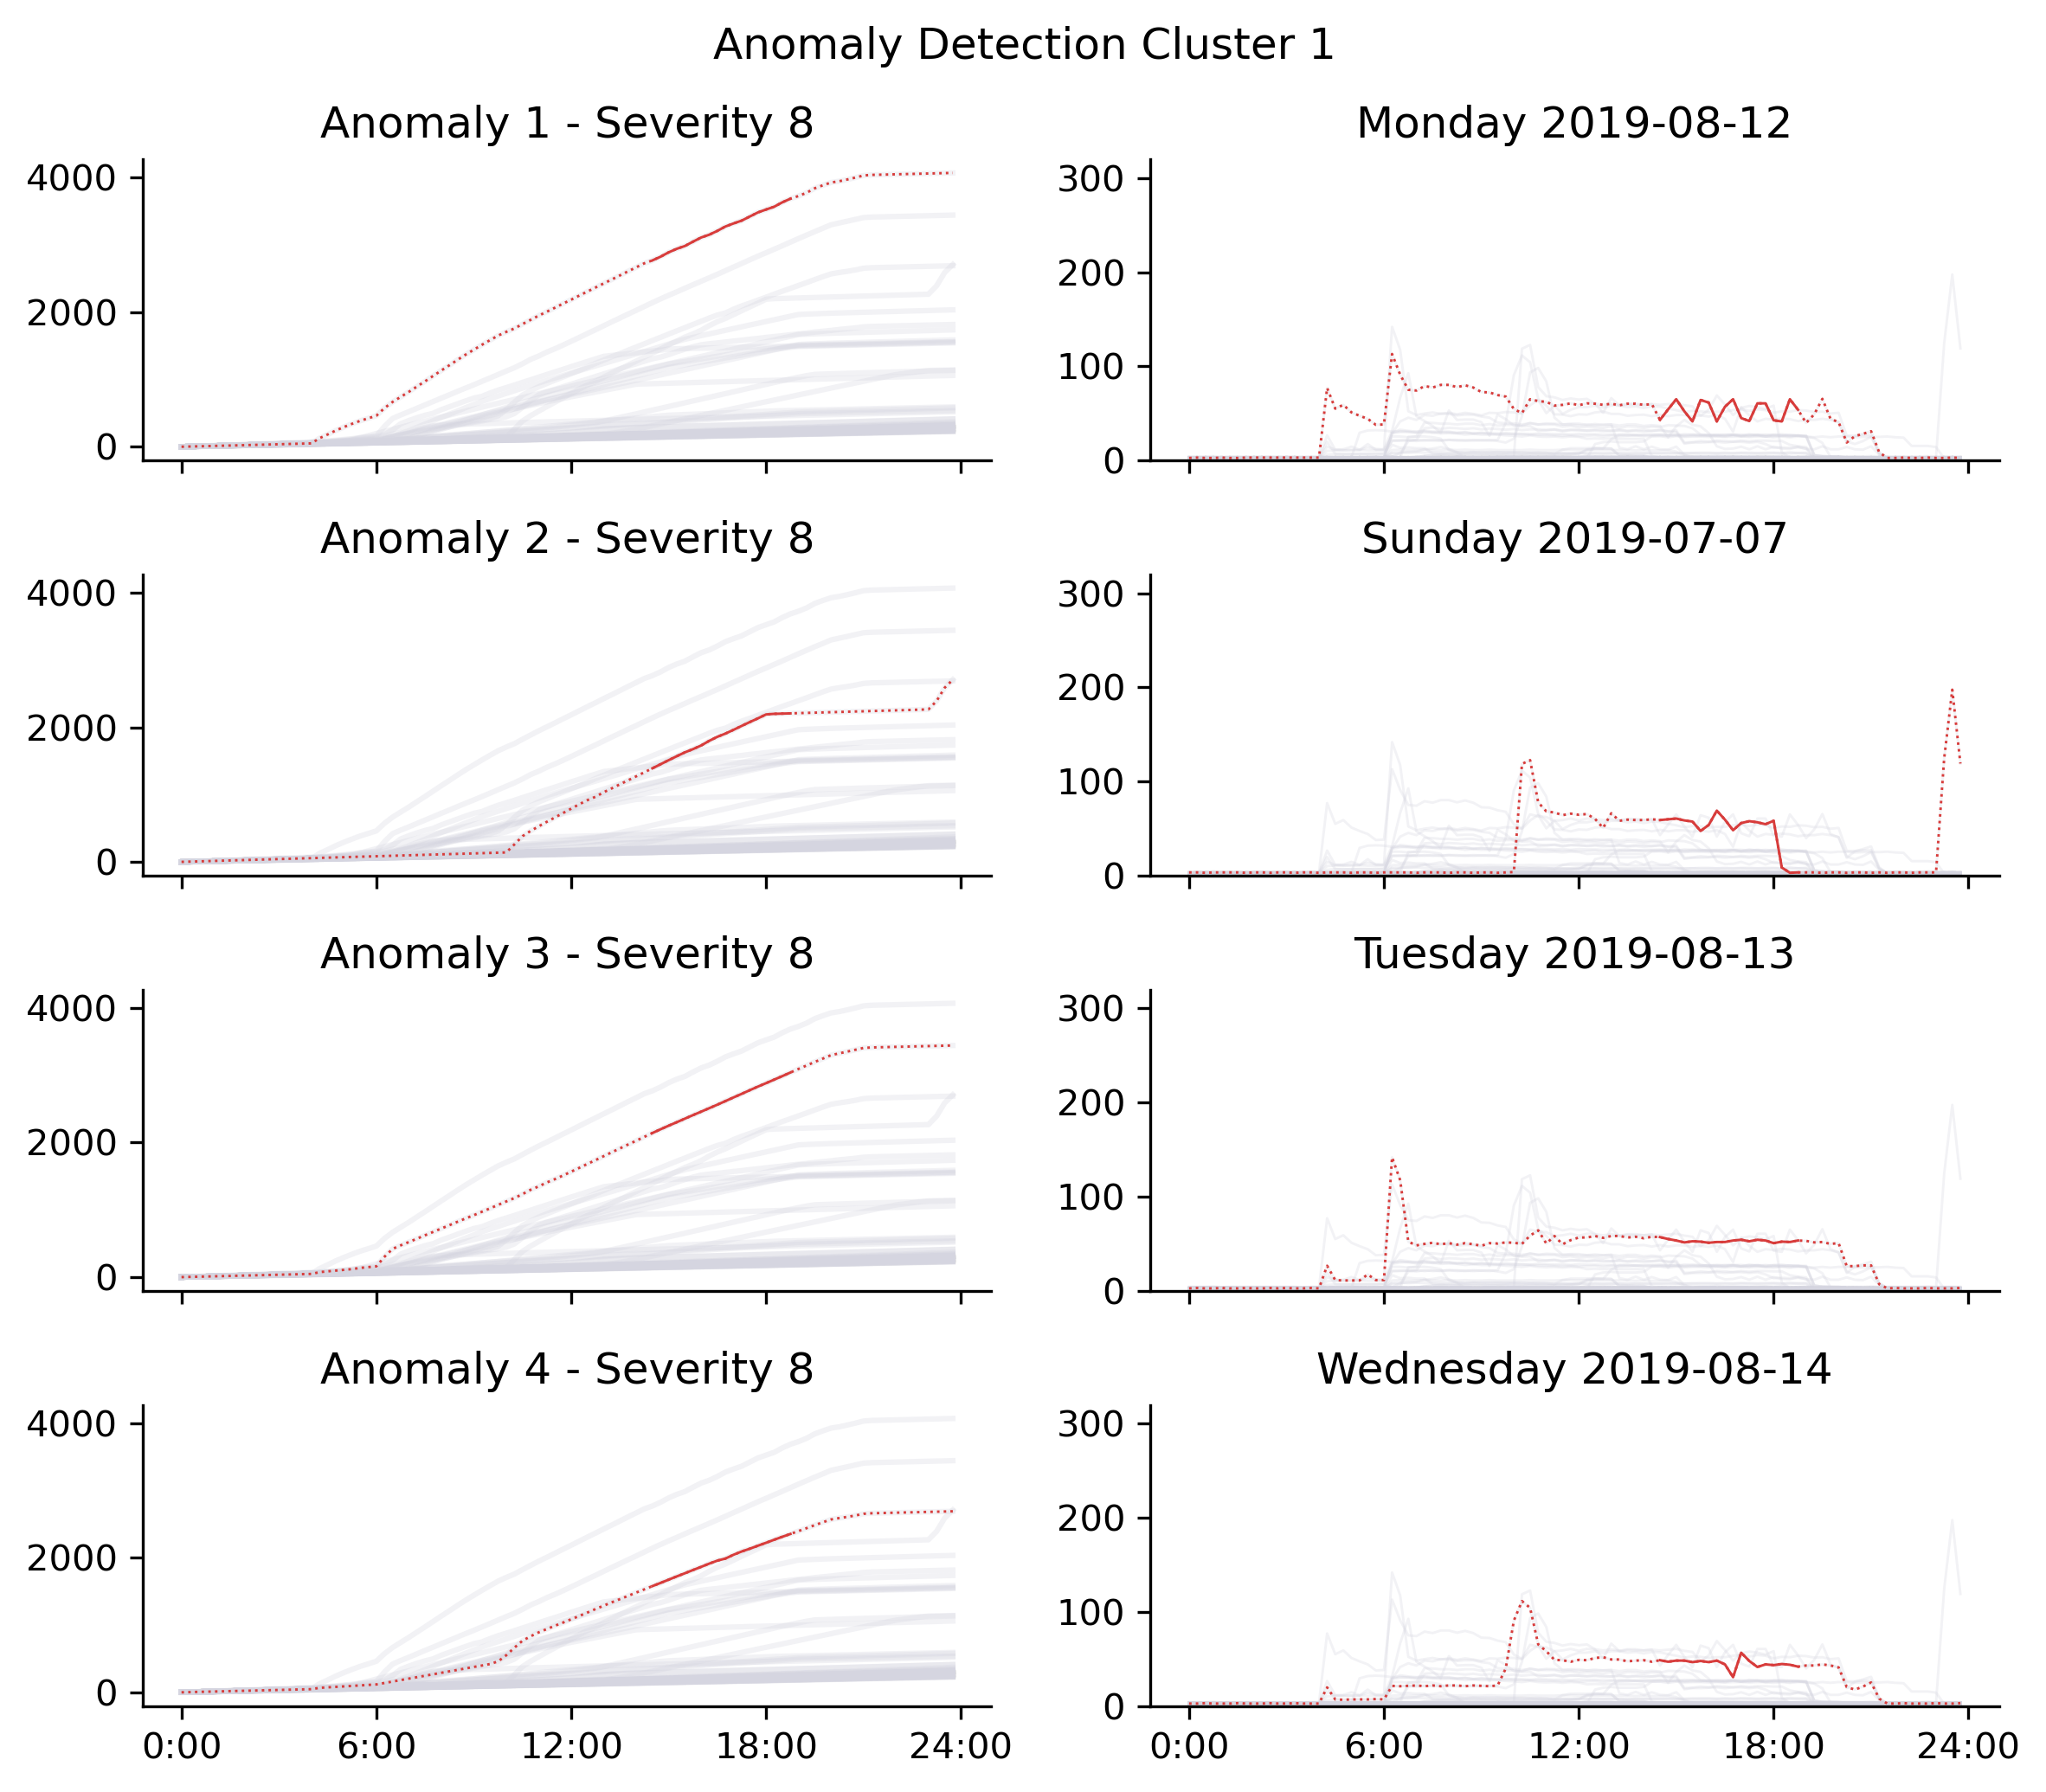 Anomaly Detection Cluster 1
Anomaly 1 - Severity 8
Monday 2019-08-12
4000
2000
0
300
200
100
0
Anomaly 2 - Severity 8
Sunday 2019-07-07
4000
2000
0
300
200
100
0
Anomaly 3 - Severity 8
Tuesday 2019-08-13
4000
2000
0
300
200
100
0
Anomaly 4 - Severity 8
Wednesday 2019-08-14
4000
2000
0
300
200
100
0
0:00 6:00 12:00 18:00 24:00
0:00 6:00 12:00 18:00 24:00